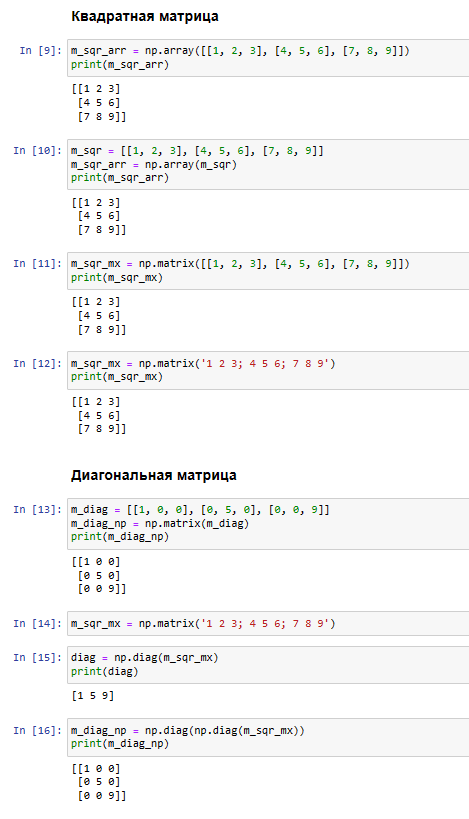 Квадратная матрица
In [9]: m_sqr_arr = np.array([[1, 2, 3], [4, 5, 6], [7, 8, 9]])
print(m_sqr_arr)
[[1 2 3]
[4 5 6]
[7 8 9]]
In [10]: m_sqr = [[1, 2, 3], [4, 5, 6], [7, 8, 9]]
m_sqr_arr = np.array(m_sqr)
print(m_sqr_arr)
[[1 2 3]
[4 5 6]
[7 8 9]]
In [11]: m_sqr_mx = np.matrix([[1, 2, 3], [4, 5, 6], [7, 8, 9]])
print(m_sqr_mx)
[[1 2 3]
[4 5 6]
[7 8 9]]
In [12]: m_sqr_mx = np.matrix('1 2 3; 4 5 6; 7 8 9')
print(m_sqr_mx)
[[1 2 3]
[4 5 6]
[7 8 9]]
Диагональная матрица
In [13]: m_diag = [[1, 0, 0], [0, 5, 0], [0, 0, 9]]
m_diag_np = np.matrix(m_diag)
print(m_diag_np)
[[1 0 0]
[0 5 0]
[0 0 9]]
In [14]: m_sqr_mx = np.matrix('1 2 3; 4 5 6; 7 8 9')
In [15]: diag = np.diag(m_sqr_mx)
print(diag)
[1 5 9]
In [16]: m_diag_np = np.diag(np.diag(m_sqr_mx))
print(m_diag_np)
[[1 0 0]
[0 5 0]
[0 0 9]]